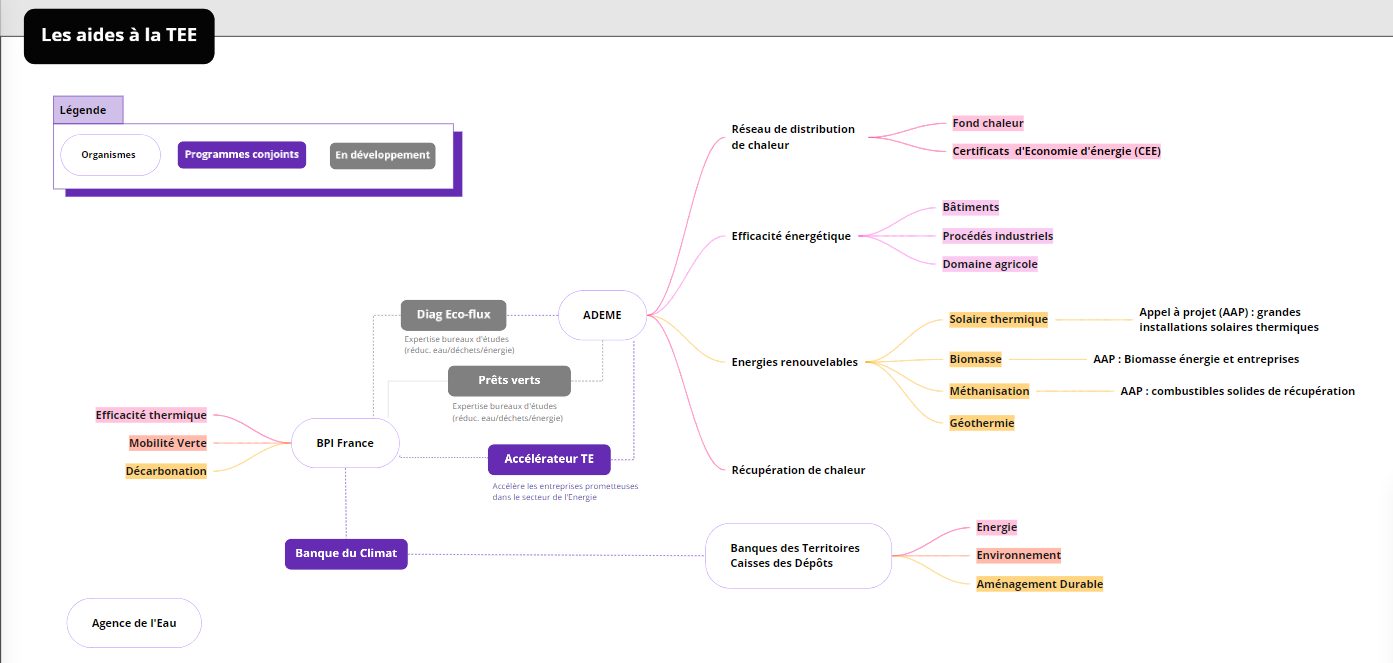 Les aides à la TEE
Légende
Organismes
Programmes conjoints
En développement
Réseau de distribution
de chaleur
Fond chaleur
Certificats d'Economie d'énergie (CEE)
Efficacité énergétique
Bâtiments
Procédés industriels
Domaine agricole
ADEME
Diag Eco-flux
Expertise bureaux d'études
(réduc. eau/déchets/énergie)
Prêts verts
Expertise bureaux d'études
(réduc. eau/déchets/énergie)
Energies renouvelables
Solaire thermique
Appel à projet (AAP) : grandes
installations solaires thermiques
Biomasse
AAP : Biomasse énergie et entreprises
Méthanisation
AAP : combustibles solides de récupération
Géothermie
Efficacité thermique
Mobilité Verte
Décarbonation
BPI France
Accélérateur TE
Accélère les entreprises prometteuses
dans le secteur de l'Energie
Récupération de chaleur
Banque du Climat
Banques des Territoires
Caisses des Dépôts
Energie
Environnement
Aménagement Durable
Agence de l'Eau